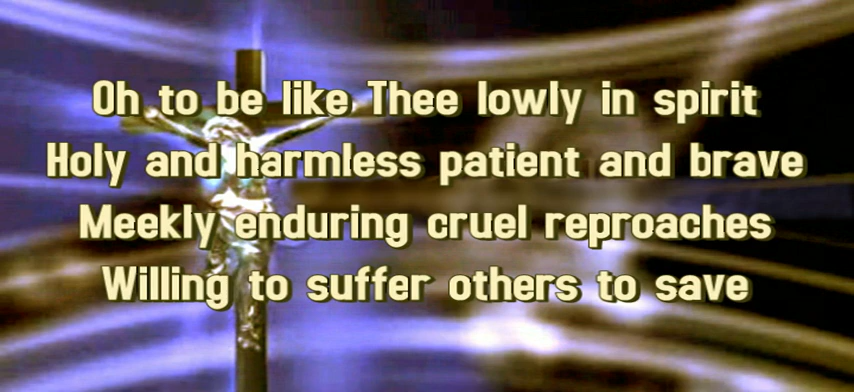 Oh to be like Thee lowly in spirit
Holy and harmless patient and brave
Meekly enduring cruel reproaches
Willing to suffer others to save